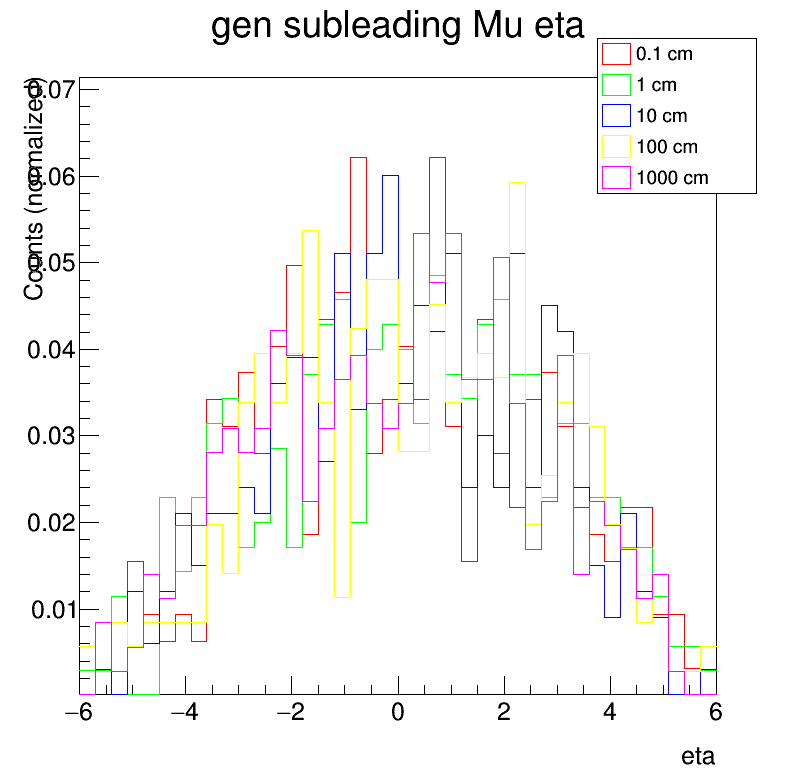 gen subleading Mu eta
0.1 cm
1 cm
10 cm
100 cm
1000 cm
Counts (normalized)
0.07
0.06
0.05
0.04
0.03
0.02
0.01
−6
−4
−2
0
2
4
6
eta